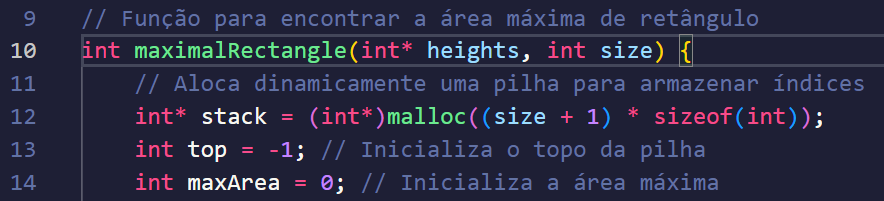 9 // Função para encontrar a área máxima de retângulo
10 int maximalRectangle(int* heights, int size) {
11 // Aloca dinamicamente uma pilha para armazenar índices
12 int* stack = (int*)malloc((size + 1) * sizeof(int));
13 int top = -1; // Inicializa o topo da pilha
14 int maxArea = 0; // Inicializa a área máxima